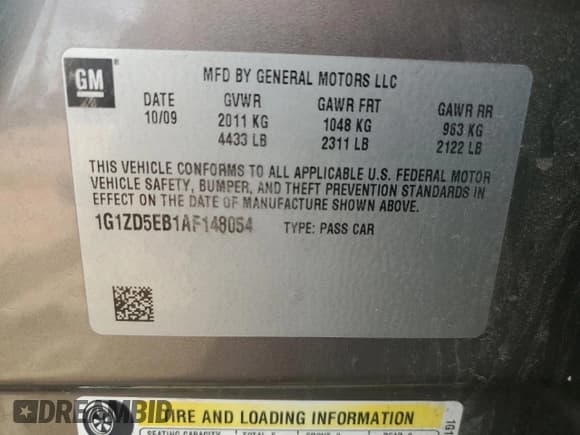 GM
MFD BY GENERAL MOTORS LLC
DATE GVWR GAWR FRT GAWR RR
10/09 2011 KG 1048 KG 963 KG
4433 LB 2311 LB 2122 LB
THIS VEHICLE CONFORMS TO ALL APPLICABLE U.S. FEDERAL MOTOR
VEHICLE SAFETY, BUMPER, AND THEFT PREVENTION STANDARDS IN
EFFECT ON THE DATE OF MANUFACTURE SHOWN ABOVE.
1G1ZD5EB1AF148054 TYPE: PASS CAR
TIRE AND LOADING INFORMATION
SEATING CAPACITY TOTAL
DREAMBID